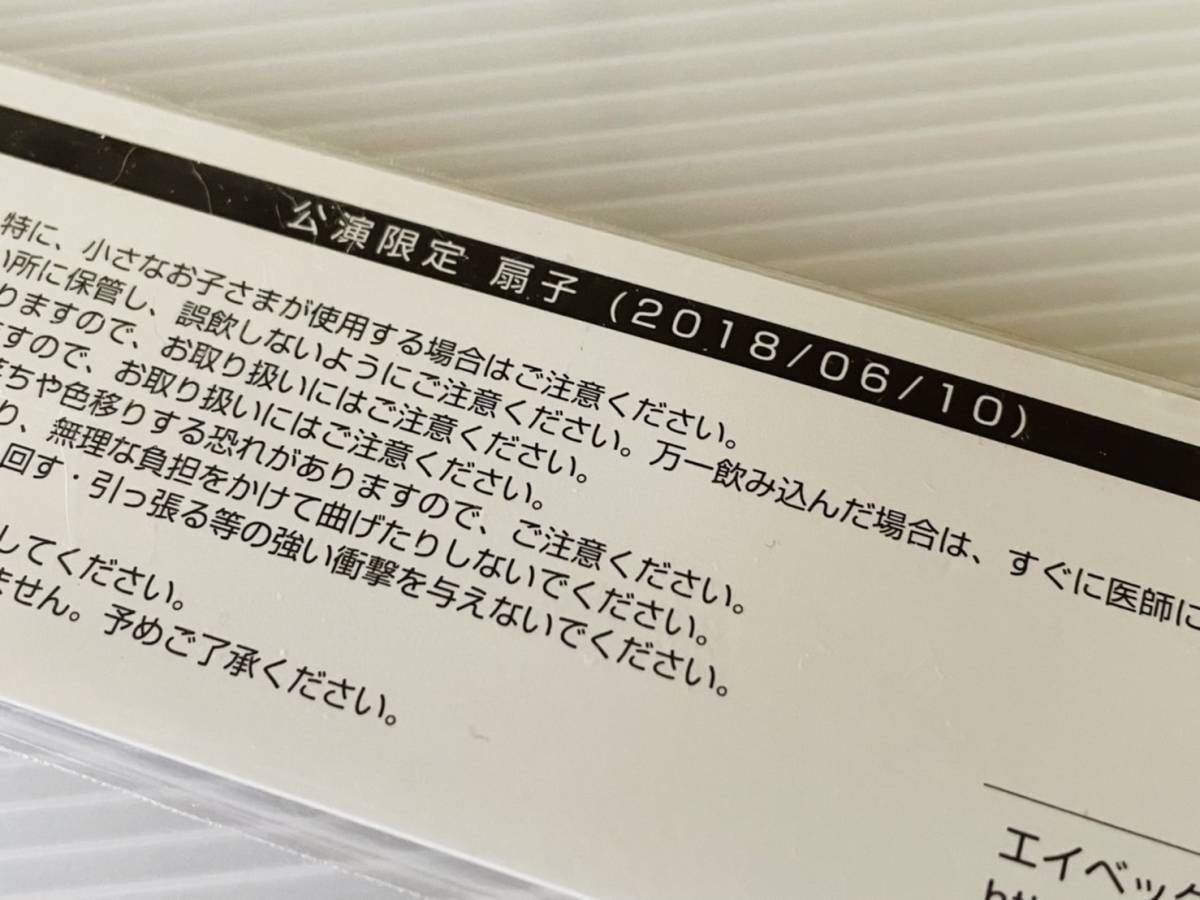 公演限定 扇子 (2018/06/10)
特に、小さなお子さまが使用する場合はご注意ください。
い所に保管し、誤飲しないようにご注意ください。万一飲み込んだ場合は、すぐに医師に
りますので、お取り扱いにはご注意ください。
ますので、お取り扱いにはご注意ください。
落ちや色移りする恐れがありますので、ご注意ください。
り、無理な負担をかけて曲げたりしないでください。
回す・引っ張る等の強い衝撃を与えないでください。
してください。
ません。予めご了承ください。
エイベック
htt